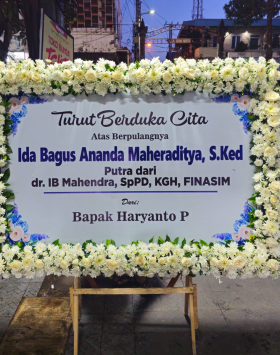 Turut Berduka Cita
Atas Berpulangnya
Ida Bagus Ananda Maheraditya, S.Ked
Putra dari
dr. IB Mahendra, SpPD, KGH, FINASIM
Dari:
Bapak Haryanto P